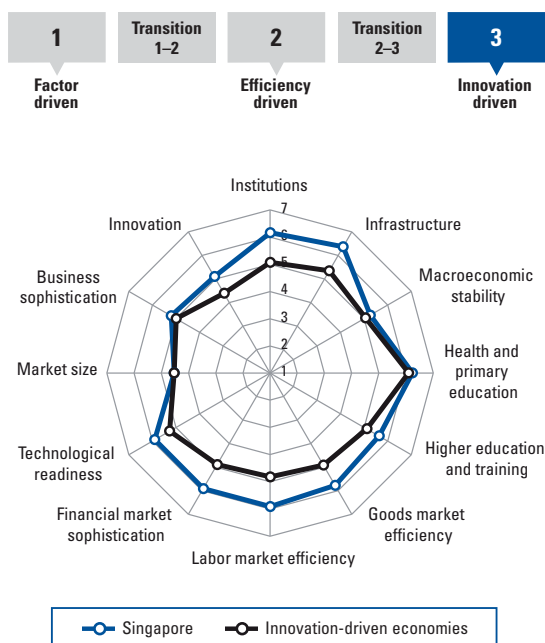 1
Transition
1–2
2
Transition
2–3
3
Factor
driven
Efficiency
driven
Innovation
driven
Institutions
Innovation
Infrastructure
Business
sophistication
Macroeconomic
stability
Market size
Health and
primary
education
Technological
readiness
Higher education
and training
Financial market
sophistication
Goods market
efficiency
Labor market efficiency
7
6
5
4
3
2
1
Singapore
Innovation-driven economies